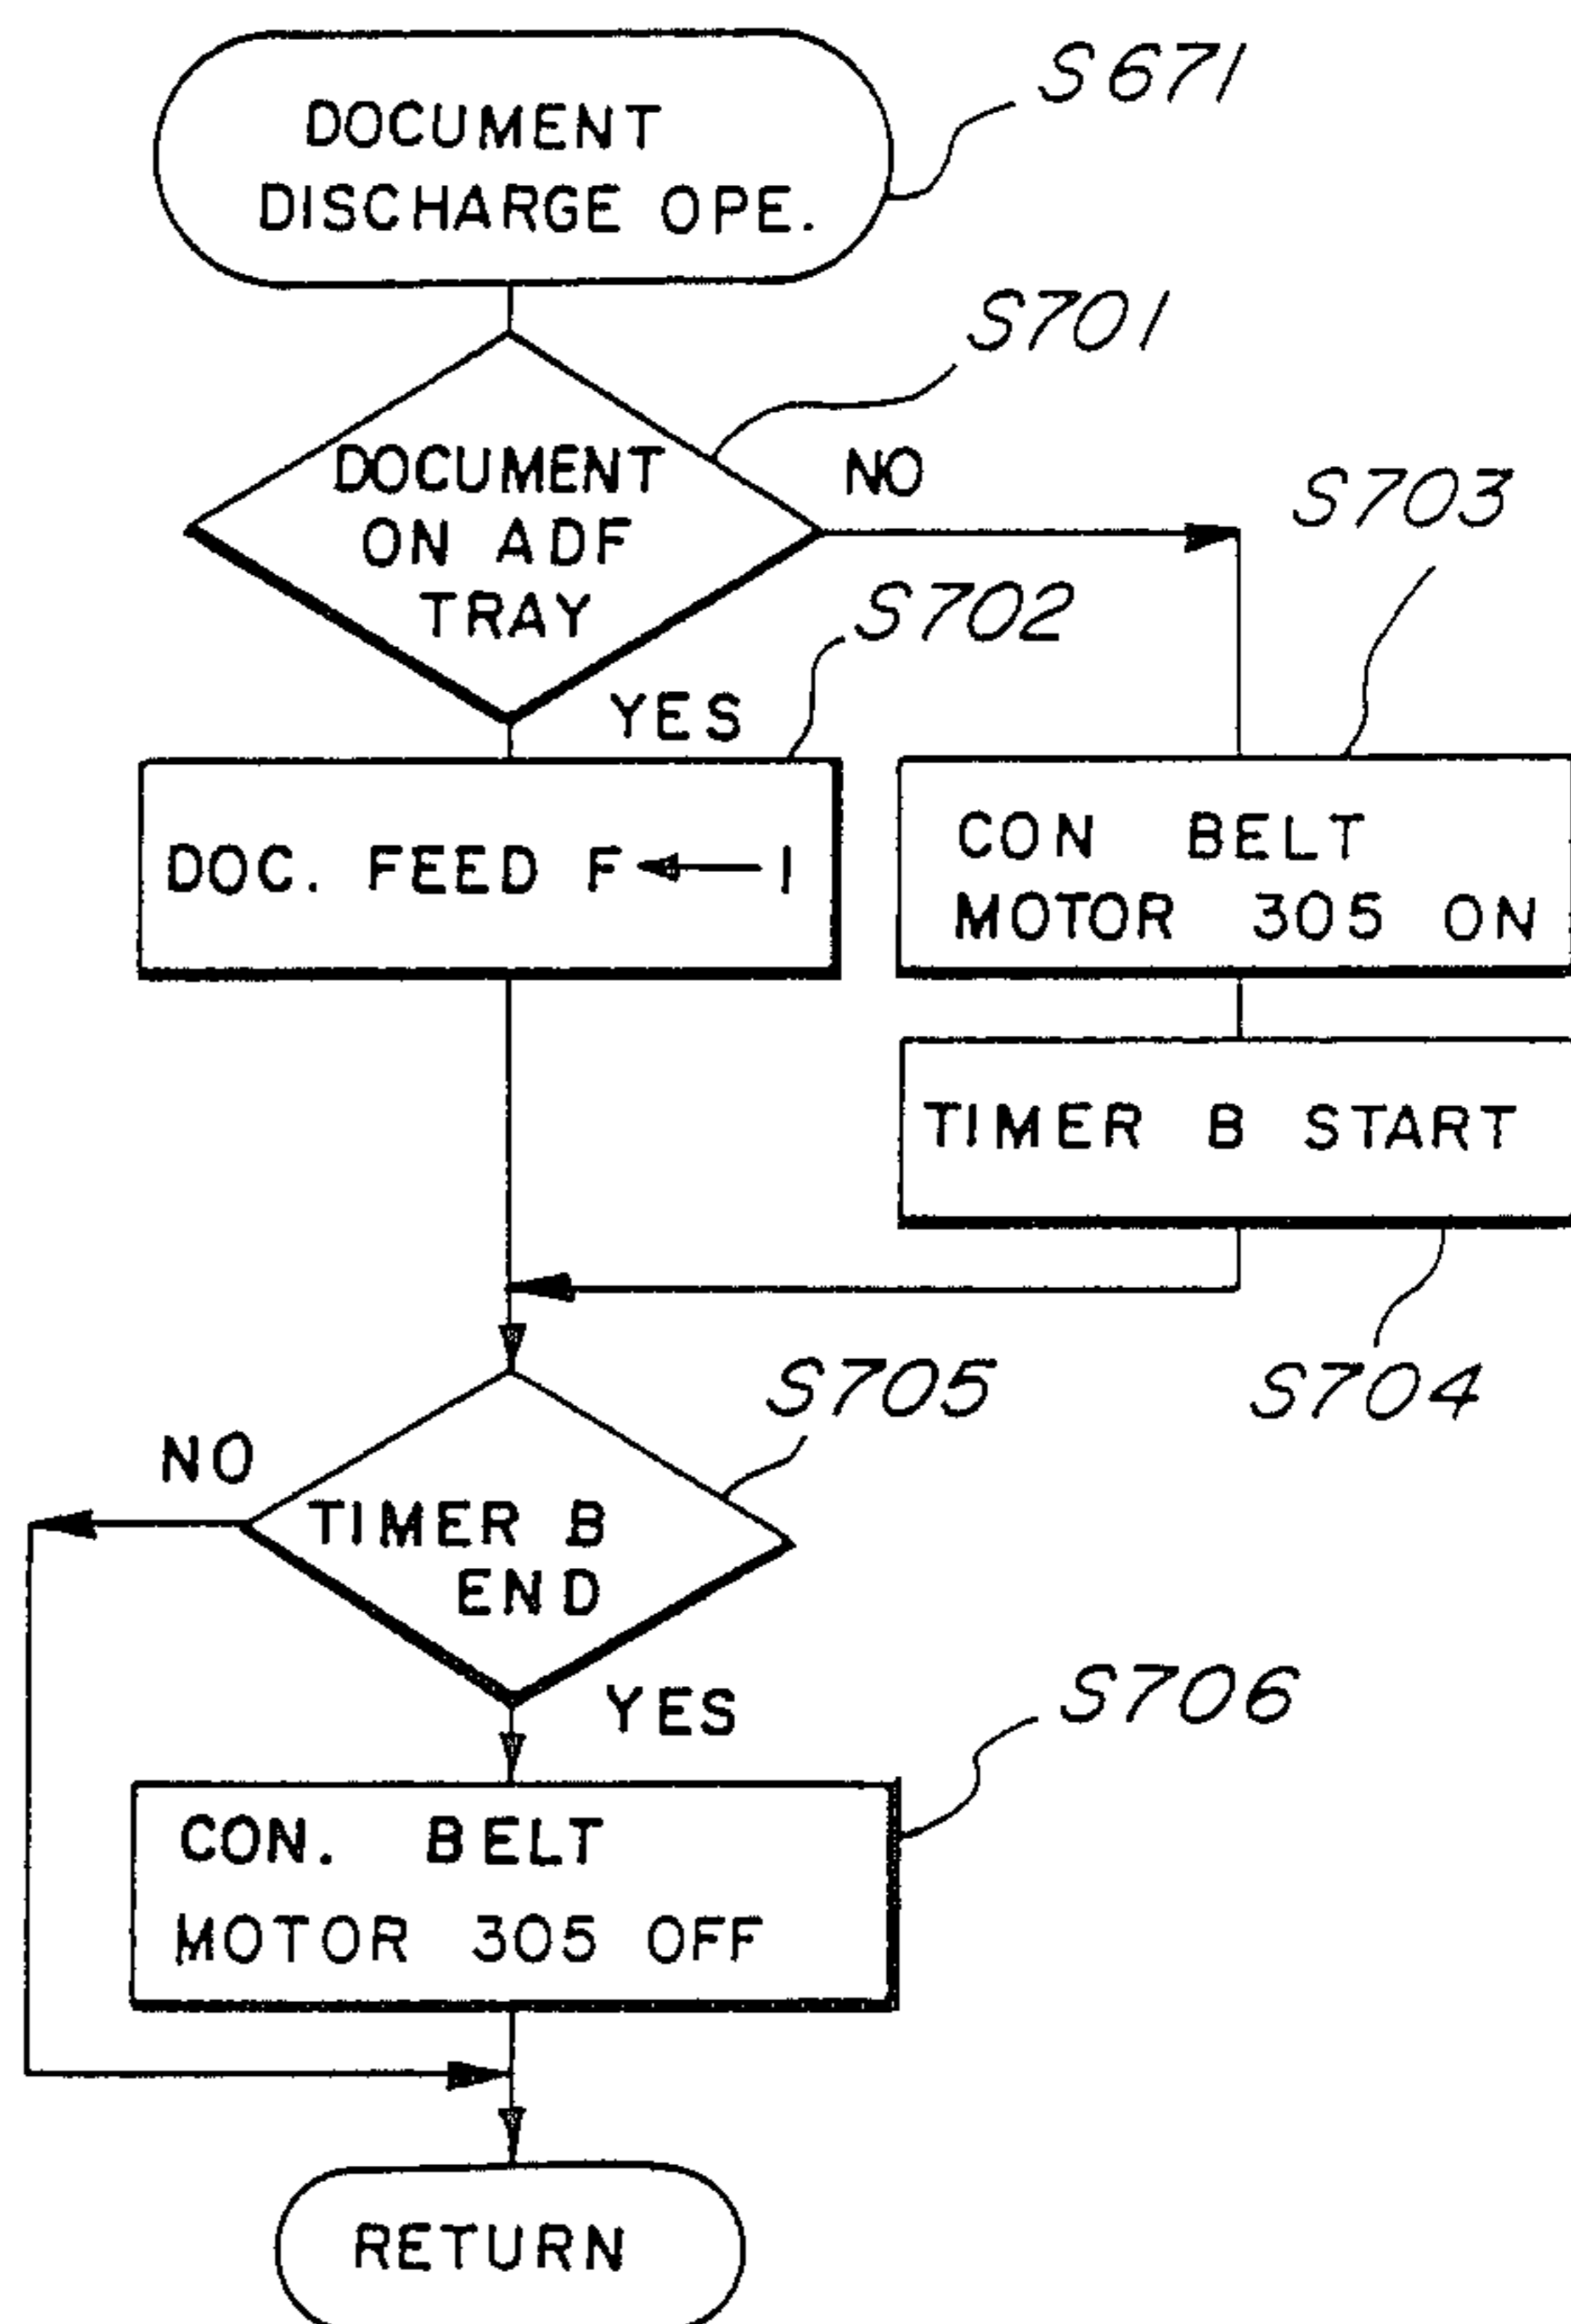 DOCUMENT
DISCHARGE OPE.
S671
S701
DOCUMENT
ON ADF
TRAY
NO
S703
S702
YES
DOC. FEED F ← 1
CON BELT
MOTOR 305 ON
TIMER B START
S704
S705
NO
TIMER B
END
YES
S706
CON. BELT
MOTOR 305 OFF
RETURN